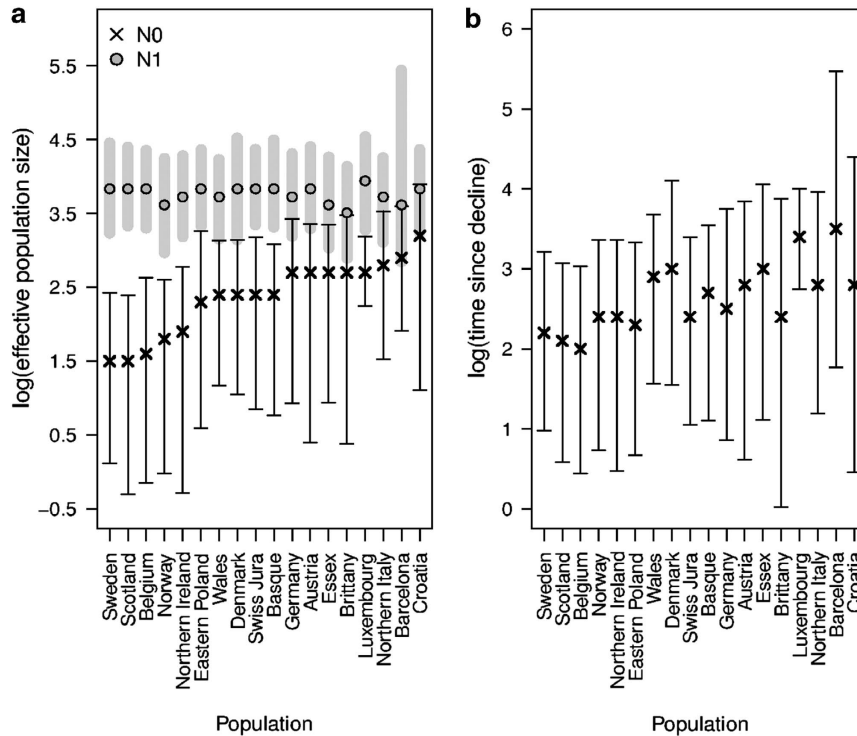 a
× N0
N1
5.5
4.5
3.5
2.5
1.5
0.5
−0.5
log(effective population size)
Sweden
Scotland
Belgium
Norway
Northern Ireland
Eastern Poland
Wales
Denmark
Swiss Jura
Basque
Germany
Austria
Essex
Brittany
Luxembourg
Northern Italy
Barcelona
Croatia
Population
b
6
5
4
3
2
1
0
log(time since decline)
Sweden
Scotland
Belgium
Norway
Northern Ireland
Eastern Poland
Wales
Denmark
Swiss Jura
Basque
Germany
Austria
Essex
Brittany
Luxembourg
Northern Italy
Barcelona
Croatia
Population